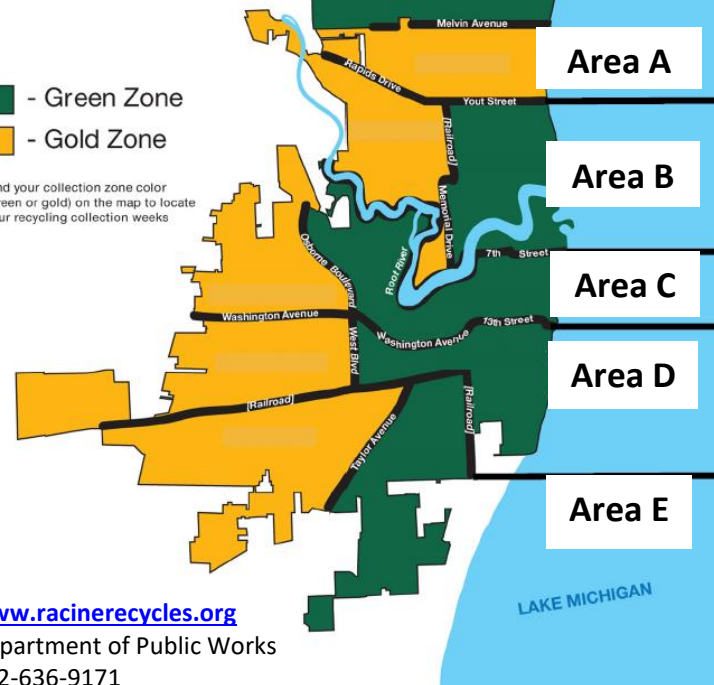 Melvin Avenue
Area A
Rapids Drive
- Green Zone
Yout Street
[Railroad]
- Gold Zone
Area B
nd your collection zone color
reen or gold) on the map to locate
ur recycling collection weeks
Memorial Drive
Osborne Boulevard
Root River
7th Street
Area C
Washington Avenue
13th Street
Washington Avenue
West Blvd
Area D
[Railroad]
[Railroad]
Taylor Avenue
Area E
LAKE MICHIGAN
ww.racinerecycles.org
partment of Public Works
2-636-9171